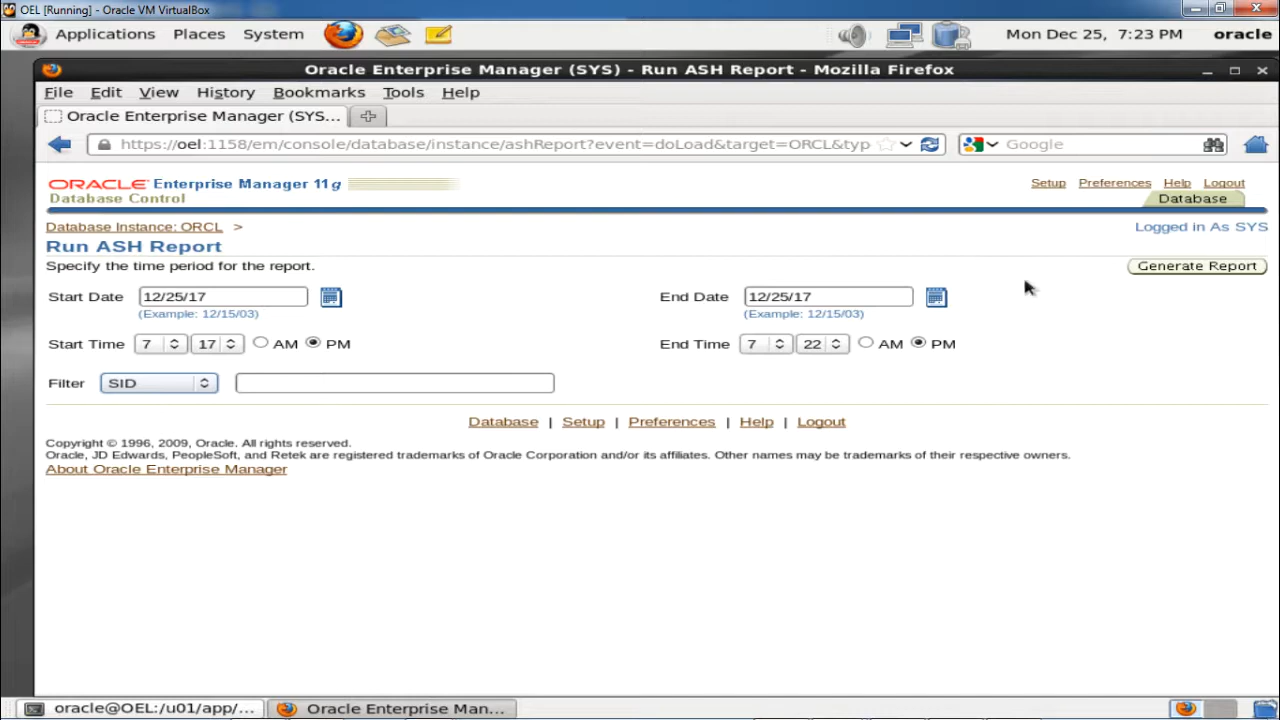 OEL [Running] - Oracle VM VirtualBox
Applications Places System Mon Dec 25, 7:23 PM oracle
Oracle Enterprise Manager (SYS) - Run ASH Report - Mozilla Firefox
File Edit View History Bookmarks Tools Help
Oracle Enterprise Manager (SYS...
https://oel:1158/em/console/database/instance/ashReport?event=doLoad&target=ORCL&typ Google
ORACLE Enterprise Manager 11g Setup Preferences Help Logout
Database Control Database
Database Instance: ORCL > Logged in As SYS
Run ASH Report
Specify the time period for the report. Generate Report
Start Date 12/25/17 End Date 12/25/17
(Example: 12/15/03) (Example: 12/15/03)
Start Time 7 17 AM PM End Time 7 22 AM PM
Filter SID
Database | Setup | Preferences | Help | Logout
Copyright © 1996, 2009, Oracle. All rights reserved.
Oracle, JD Edwards, PeopleSoft, and Retek are registered trademarks of Oracle Corporation and/or its affiliates. Other names may be trademarks of their respective owners.
About Oracle Enterprise Manager
oracle@OEL:/u01/app/... Oracle Enterprise Man...